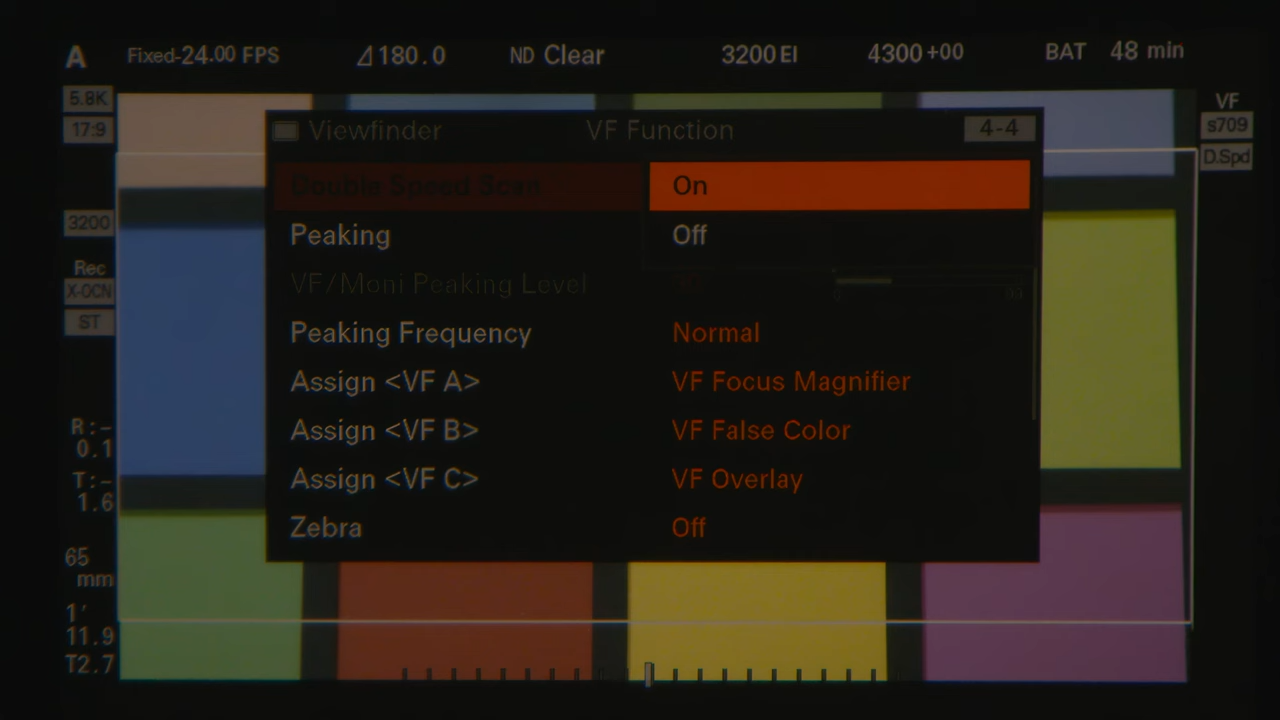 A Fixed-24.00 FPS ⊿180.0 ND Clear 3200EI 4300+00 BAT 48 min
5.8K
17:9
VF
s709
D.Spd
Viewfinder VF Function 4-4
Double Speed Scan On
3200
Peaking Off
Rec
X-OCN
ST
VF/Moni Peaking Level
Peaking Frequency Normal
Assign <VF A> VF Focus Magnifier
Assign <VF B> VF False Color
Assign <VF C> VF Overlay
Zebra Off
R:-
0.1
T:-
1.6
65
mm
1'
11.9
T2.7